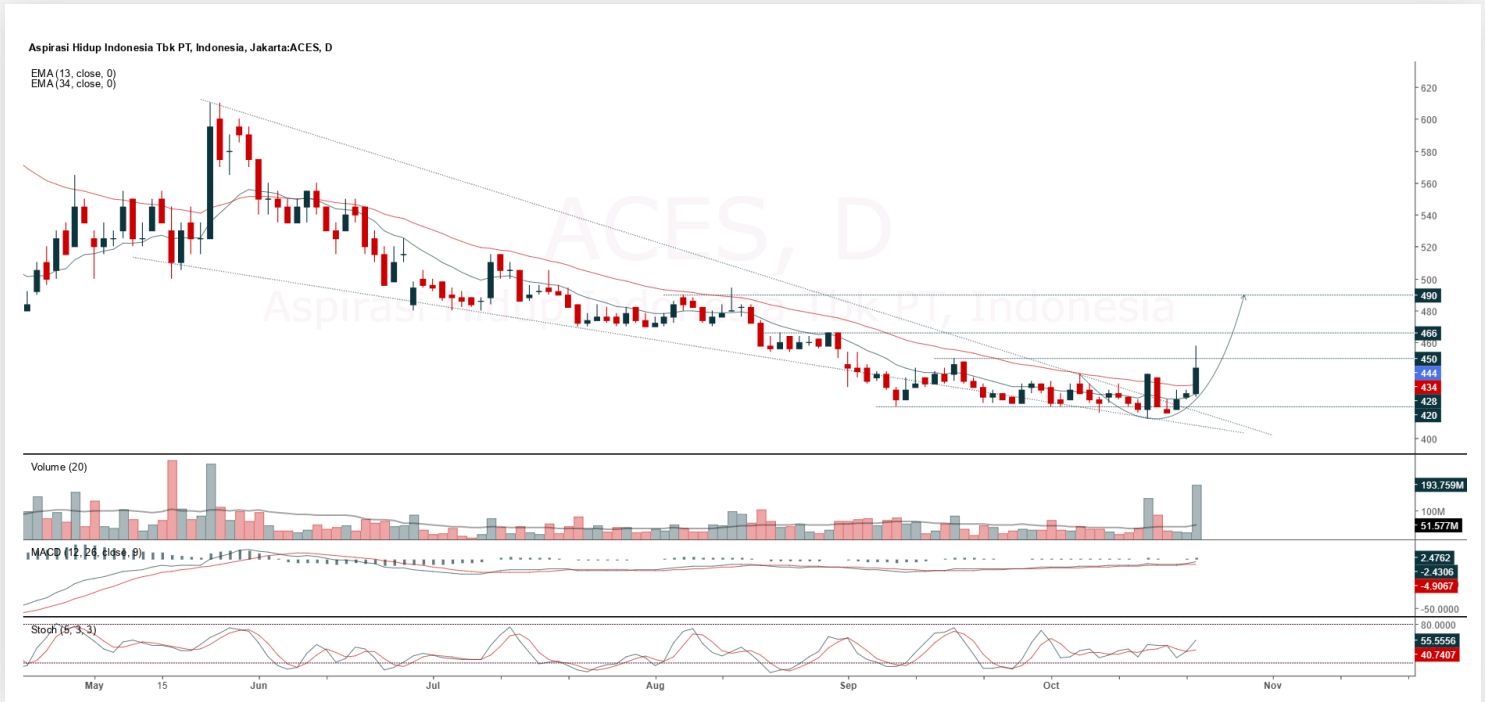 Aspirasi Hidup Indonesia Tbk PT, Indonesia, Jakarta:ACES, D
EMA (13, close, 0)
EMA (34, close, 0)
ACES, D
Aspirasi Hidup Indonesia Tbk PT, Indonesia
620
600
580
560
540
520
500
490
480
466
460
450
444
434
428
420
400
Volume (20)
193.759M
100M
51.577M
MACD (12, 26, close, 9)
2.4762
-2.4306
-4.9067
-50.0000
Stoch (5, 3, 3)
80.0000
55.5556
40.7407
May
15
Jun
Jul
Aug
Sep
Oct
Nov